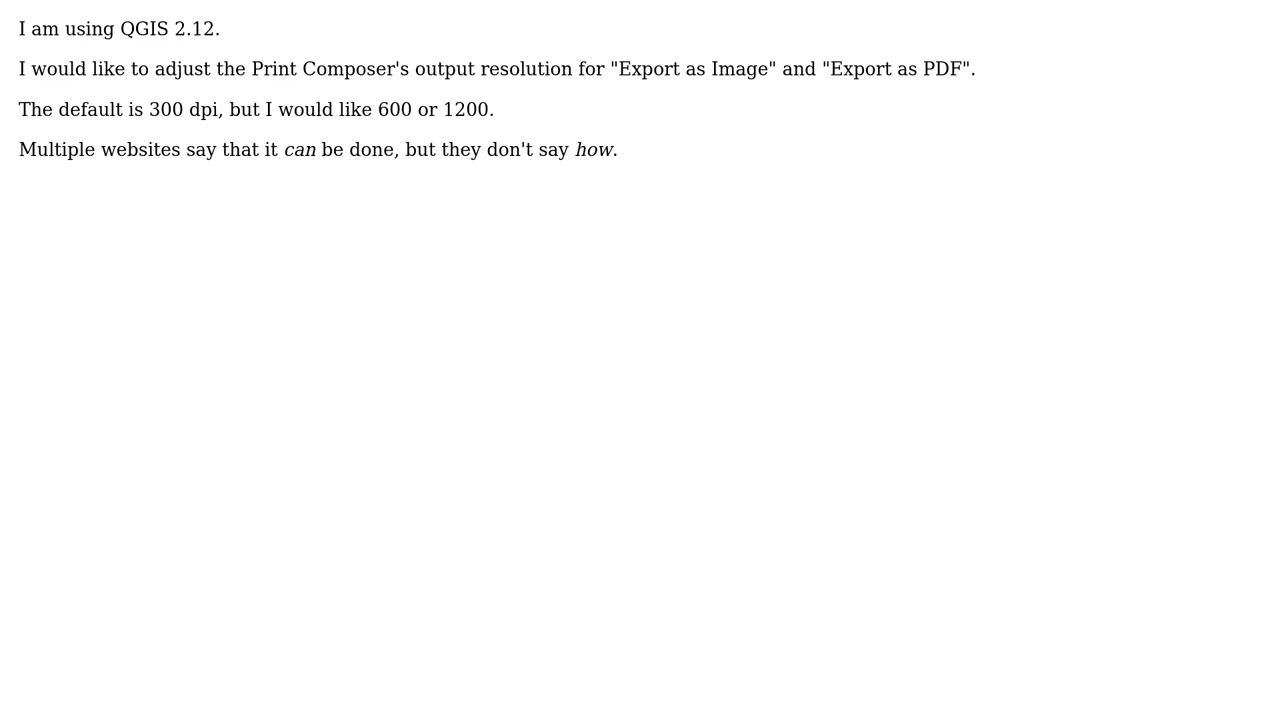 I am using QGIS 2.12.
I would like to adjust the Print Composer's output resolution for "Export as Image" and "Export as PDF".
The default is 300 dpi, but I would like 600 or 1200.
Multiple websites say that it can be done, but they don't say how.